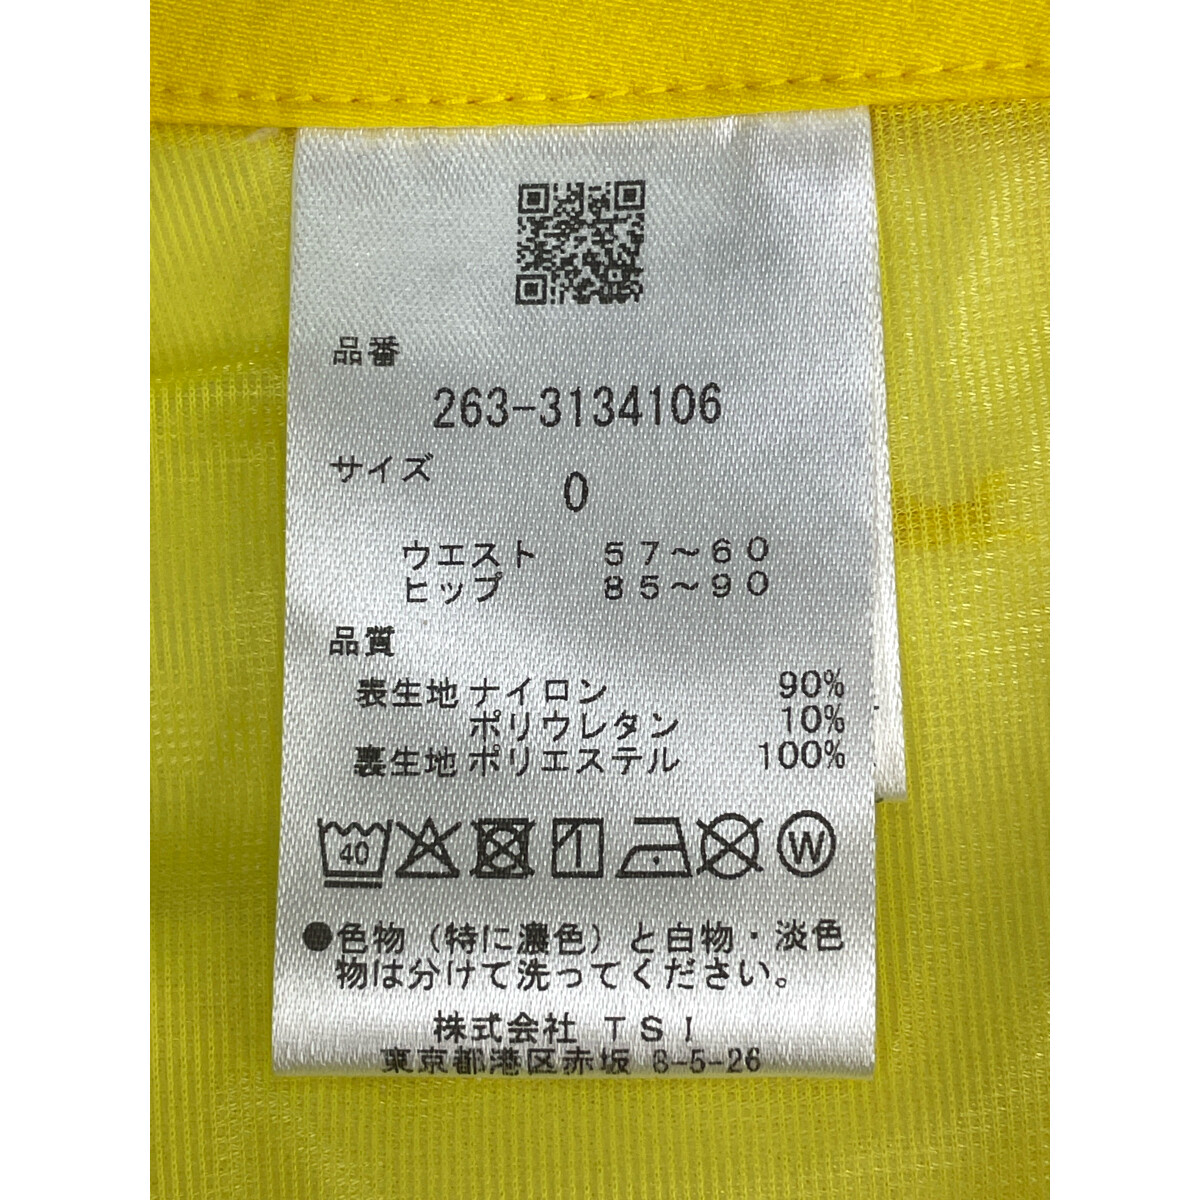 品番
263-3134106
サイズ
0
ウエスト 57～60
ヒップ 85～90
品質
表生地 ナイロン 90%
ポリウレタン 10%
裏生地 ポリエステル 100%
40 W
●色物（特に濃色）と白物・淡色
物は分けて洗ってください。
株式会社 TSI
東京都港区赤坂 8-5-26